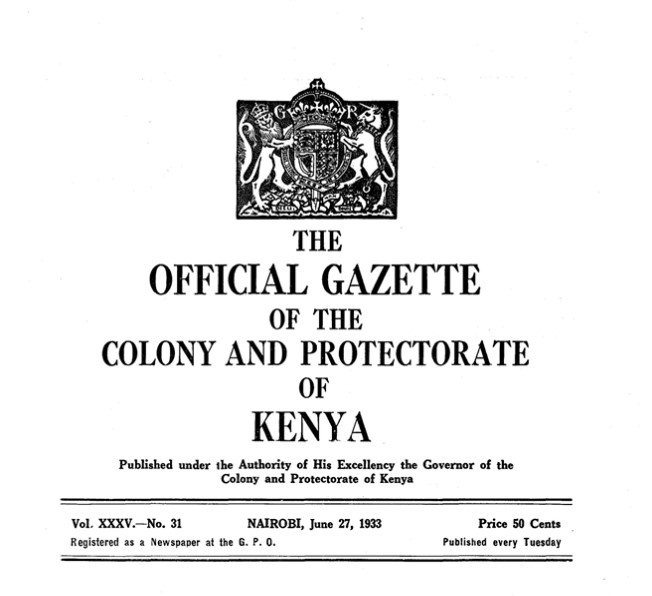 G R
THE
OFFICIAL GAZETTE
OF THE
COLONY AND PROTECTORATE
OF
KENYA
Published under the Authority of His Excellency the Governor of the
Colony and Protectorate of Kenya
Vol. XXXV.—No. 31 NAIROBI, June 27, 1933 Price 50 Cents
Registered as a Newspaper at the G. P. O. Published every Tuesday